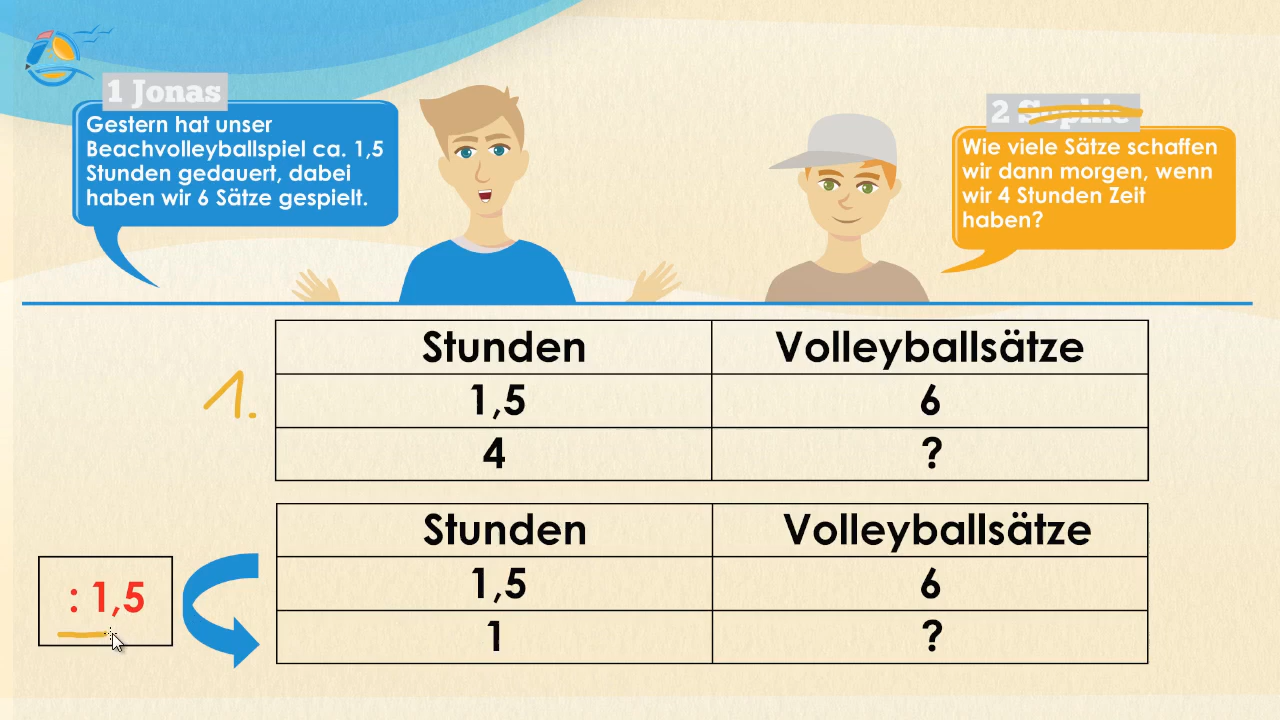 1 Jonas
Gestern hat unser
Beachvolleyballspiel ca. 1,5
Stunden gedauert, dabei
haben wir 6 Sätze gespielt.
2 Sophie
Wie viele Sätze schaffen
wir dann morgen, wenn
wir 4 Stunden Zeit
haben?
1.
Stunden Volleyballsätze
1,5 6
4 ?
Stunden Volleyballsätze
1,5 6
1 ?
: 1,5